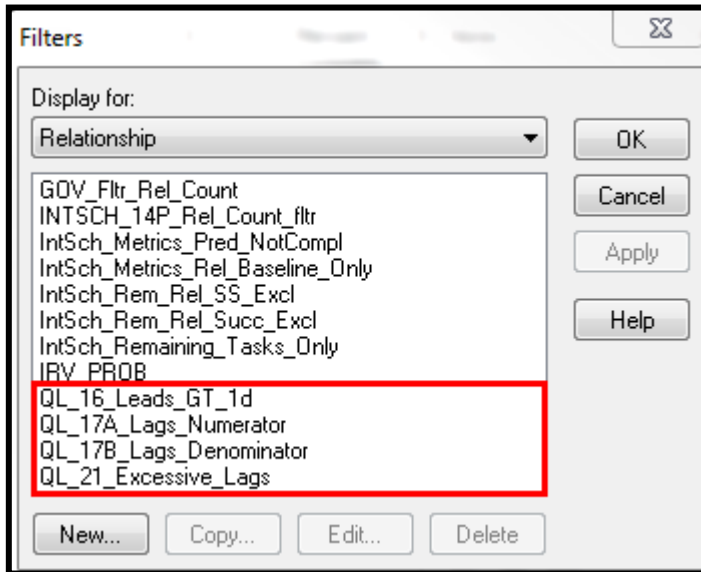 Filters
Display for:
Relationship
OK
GOV_Fltr_Rel_Count
Cancel
INTSCH_14P_Rel_Count_fltr
IntSch_Metrics_Pred_NotCompl
IntSch_Metrics_Rel_Baseline_Only
Apply
IntSch_Rem_Rel_SS_Excl
IntSch_Rem_Rel_Succ_Excl
Help
IntSch_Remaining_Tasks_Only
IRV_PROB
QL_16_Leads_GT_1d
QL_17A_Lags_Numerator
QL_17B_Lags_Denominator
QL_21_Excessive_Lags
New... Copy... Edit... Delete